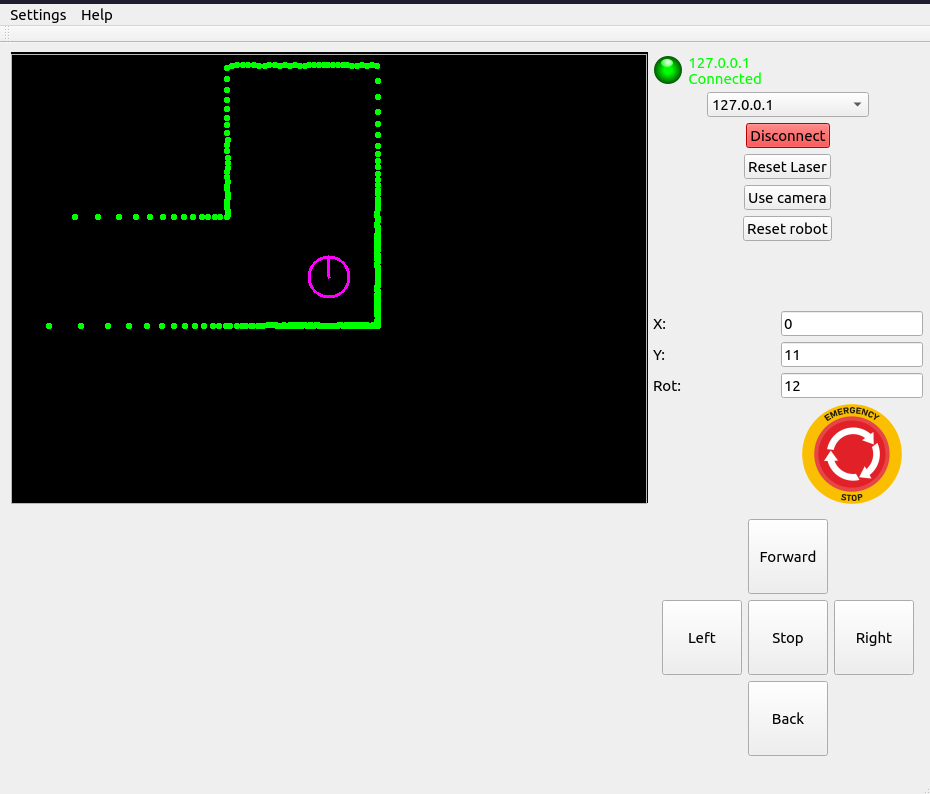 Settings Help
127.0.0.1
Connected
127.0.0.1
Disconnect
Reset Laser
Use camera
Reset robot
X: 0
Y: 11
Rot: 12
EMERGENCY
STOP
Forward
Left Stop Right
Back